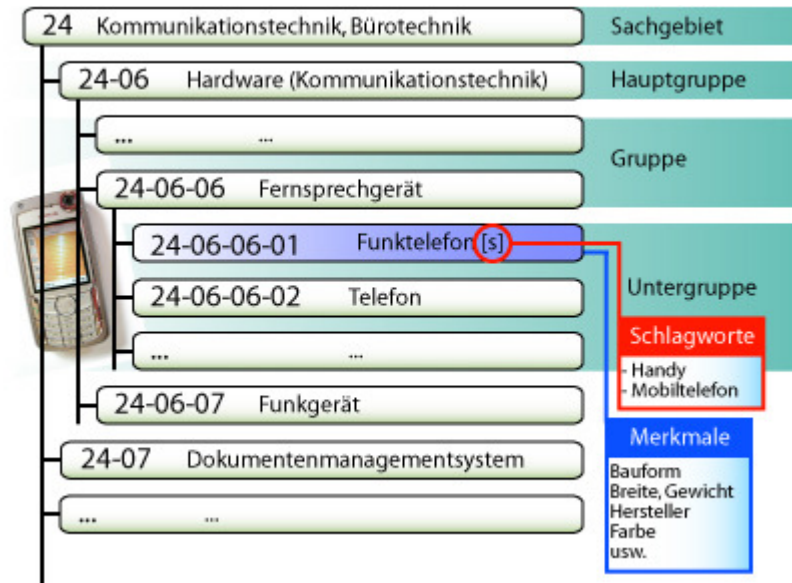 24 Kommunikationstechnik, Bürotechnik
Sachgebiet
24-06 Hardware (Kommunikationstechnik)
Hauptgruppe
... ...
Gruppe
24-06-06 Fernsprechgerät
24-06-06-01 Funktelefon [s]
24-06-06-02 Telefon
Untergruppe
... ...
Schlagworte
- Handy
- Mobiltelefon
24-06-07 Funkgerät
24-07 Dokumentenmanagementsystem
... ...
Merkmale
Bauform
Breite, Gewicht
Hersteller
Farbe
usw.